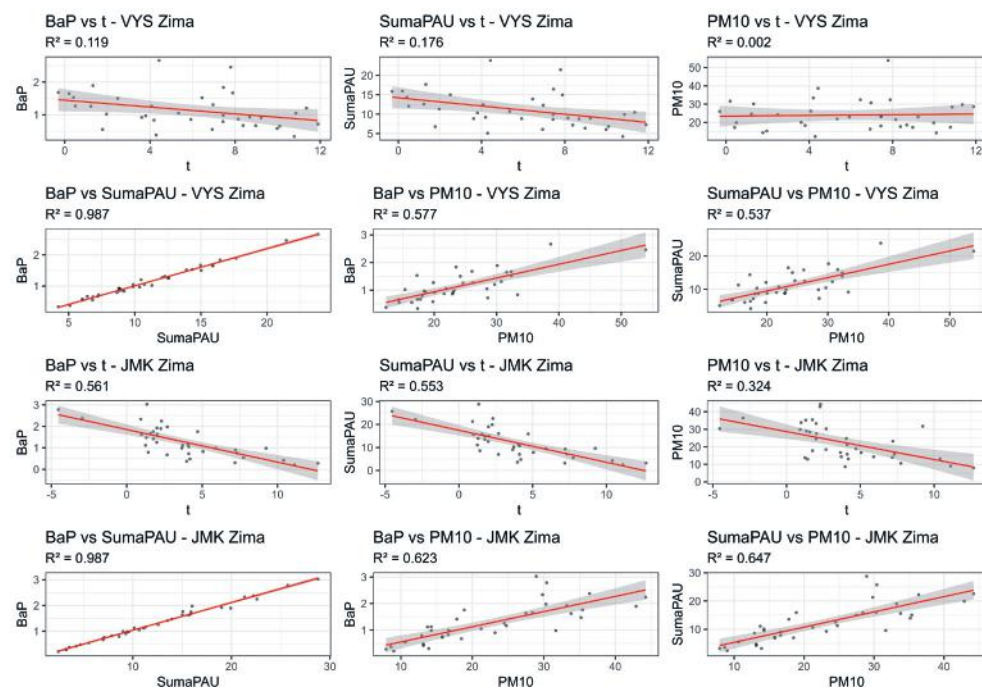 BaP vs t - VYS Zima
R² = 0.119
BaP
2
1
0
4
8
12
t
SumaPAU vs t - VYS Zima
R² = 0.176
SumaPAU
20
15
10
5
0
4
8
12
t
PM10 vs t - VYS Zima
R² = 0.002
PM10
50
40
30
20
0
4
8
12
t
BaP vs SumaPAU - VYS Zima
R² = 0.987
BaP
2
1
5
10
15
20
SumaPAU
BaP vs PM10 - VYS Zima
R² = 0.577
BaP
3
2
1
0
20
30
40
50
PM10
SumaPAU vs PM10 - VYS Zima
R² = 0.537
SumaPAU
20
10
20
30
40
50
PM10
BaP vs t - JMK Zima
R² = 0.561
BaP
3
2
1
0
-5
0
5
10
t
SumaPAU vs t - JMK Zima
R² = 0.553
SumaPAU
30
20
10
0
-5
0
5
10
t
PM10 vs t - JMK Zima
R² = 0.324
PM10
40
30
20
10
0
-5
0
5
10
t
BaP vs SumaPAU - JMK Zima
R² = 0.987
BaP
3
2
1
10
20
30
SumaPAU
BaP vs PM10 - JMK Zima
R² = 0.623
BaP
3
2
1
0
10
20
30
40
PM10
SumaPAU vs PM10 - JMK Zima
R² = 0.647
SumaPAU
30
20
10
0
10
20
30
40
PM10